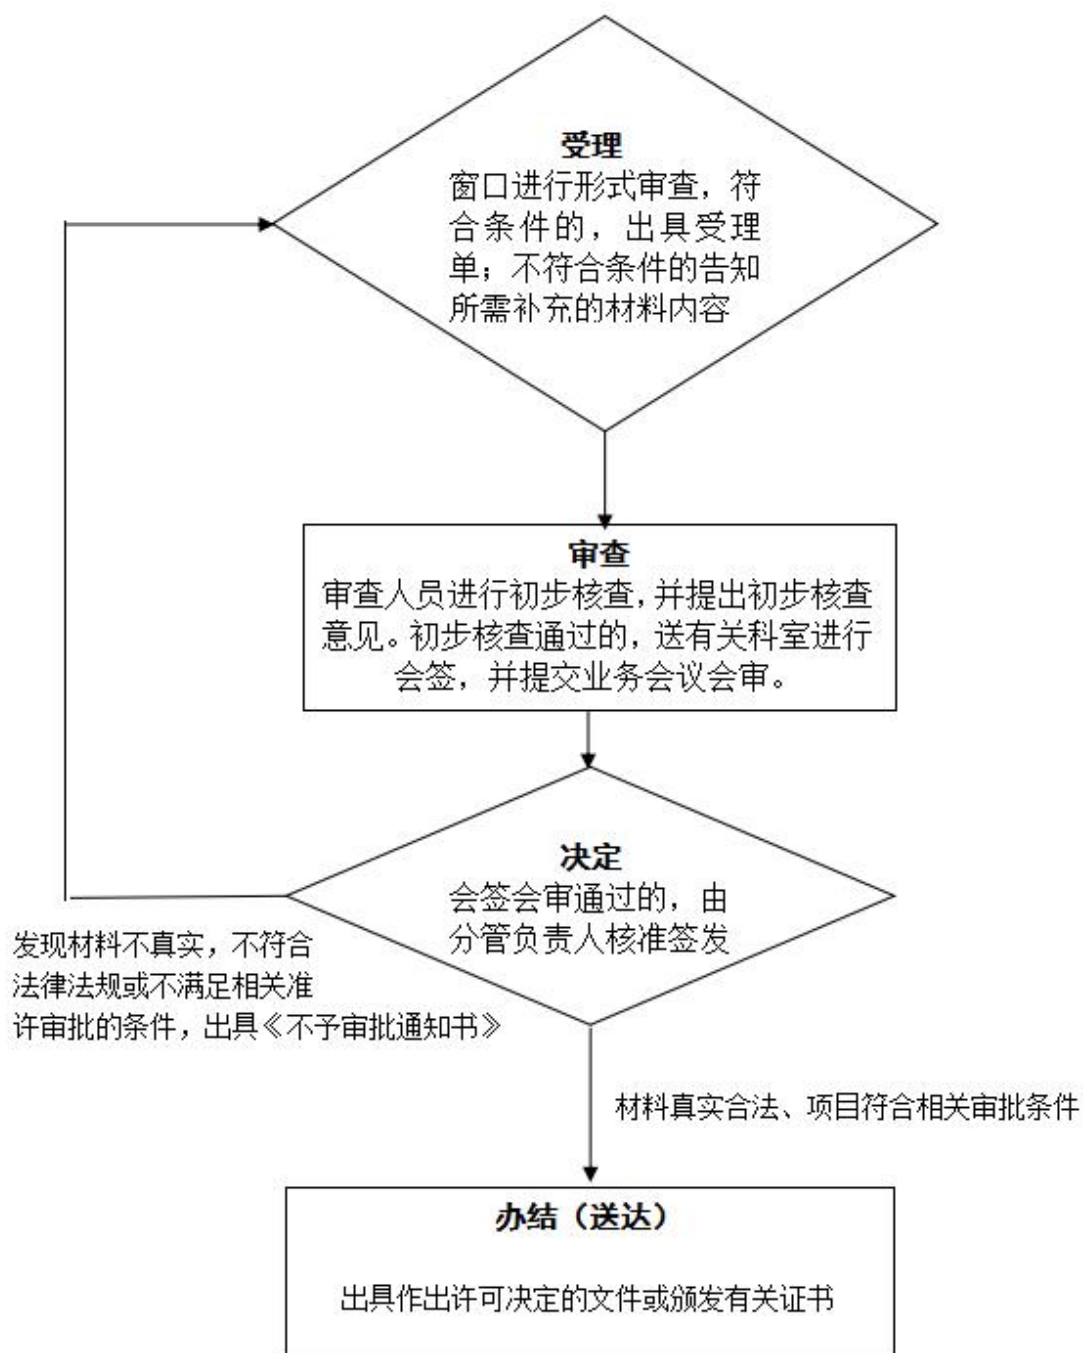 受理
窗口进行形式审查，符
合条件的，出具受理
单；不符合条件的告知
所需补充的材料内容
审查
审查人员进行初步核查，并提出初步核查
意见。初步核查通过的，送有关科室进行
会签，并提交业务会议会审。
决定
会签会审通过的，由
分管负责人核准签发
发现材料不真实，不符合
法律法规或不满足相关准
许审批的条件，出具《不予审批通知书》
材料真实合法、项目符合相关审批条件
办结（送达）
出具作出许可决定的文件或颁发有关证书